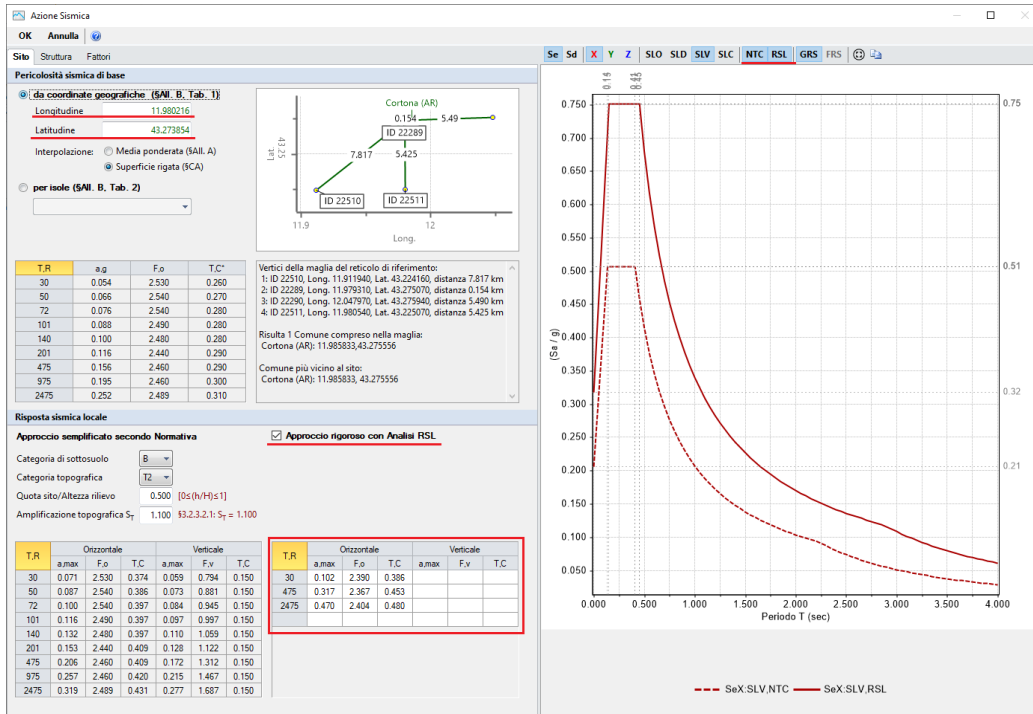 Azione Sismica
OK Annulla
Sito Struttura Fattori
Pericolosità sismica di base
da coordinate geografiche (§All. B, Tab. 1)
Longitudine 11.980216
Latitudine 43.273854
Interpolazione: Media ponderata (§All. A)
Superficie rigata (§CA)
per isole (§All. B, Tab. 2)
Cortona (AR)
0.154 5.49
ID 22289
7.817 5.425
ID 22510 ID 22511
43.25
Lat.
11.9 12
Long.
T,R a,g F,o T,C*
30 0.054 2.530 0.260
50 0.066 2.540 0.270
72 0.076 2.540 0.280
101 0.088 2.490 0.280
140 0.100 2.480 0.280
201 0.116 2.440 0.290
475 0.156 2.460 0.290
975 0.195 2.460 0.300
2475 0.252 2.489 0.310
Vertici della maglia del reticolo di riferimento:
1: ID 22510, Long. 11.911940, Lat. 43.224160, distanza 7.817 km
2: ID 22289, Long. 11.979310, Lat. 43.275070, distanza 0.154 km
3: ID 22290, Long. 12.047970, Lat. 43.275940, distanza 5.490 km
4: ID 22511, Long. 11.980540, Lat. 43.225070, distanza 5.425 km
Risulta 1 Comune compreso nella maglia:
Cortona (AR): 11.985833,43.275556
Comune più vicino al sito:
Cortona (AR): 11.985833, 43.275556
Risposta sismica locale
Approccio semplificato secondo Normativa
Approccio rigoroso con Analisi RSL
Categoria di sottosuolo B
Categoria topografica T2
Quota sito/Altezza rilievo 0.500 [0≤(h/H)≤1]
Amplificazione topografica ST 1.100 §3.2.3.2.1: ST = 1.100
T,R Orizzontale Verticale
a,max F,o T,C a,max F,v T,C
30 0.071 2.530 0.374 0.059 0.794 0.150
50 0.087 2.540 0.386 0.073 0.881 0.150
72 0.100 2.540 0.397 0.084 0.945 0.150
101 0.116 2.490 0.397 0.097 0.997 0.150
140 0.132 2.480 0.397 0.110 1.059 0.150
201 0.153 2.440 0.409 0.128 1.122 0.150
475 0.206 2.460 0.409 0.172 1.312 0.150
975 0.257 2.460 0.420 0.215 1.467 0.150
2475 0.319 2.489 0.431 0.277 1.687 0.150
T,R Orizzontale Verticale
a,max F,o T,C a,max F,v T,C
30 0.102 2.390 0.386
475 0.317 2.367 0.453
2475 0.470 2.404 0.480
Se Sd X Y Z SLO SLD SLV SLC NTC RSL GRS FRS
0.750
0.700
0.650
0.600
0.550
0.500
0.450
0.400
0.350
0.300
0.250
0.200
0.150
0.100
0.050
(Sa / g)
0.75
0.51
0.32
0.21
0.000 0.500 1.000 1.500 2.000 2.500 3.000 3.500 4.000
Periodo T (sec)
SeX:SLV,NTC SeX:SLV,RSL